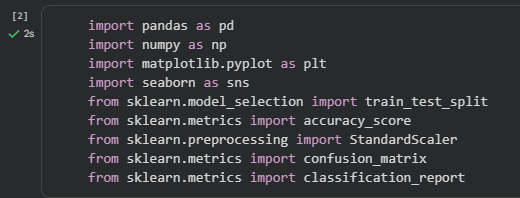 [2]
2s
import pandas as pd
import numpy as np
import matplotlib.pyplot as plt
import seaborn as sns
from sklearn.model_selection import train_test_split
from sklearn.metrics import accuracy_score
from sklearn.preprocessing import StandardScaler
from sklearn.metrics import confusion_matrix
from sklearn.metrics import classification_report